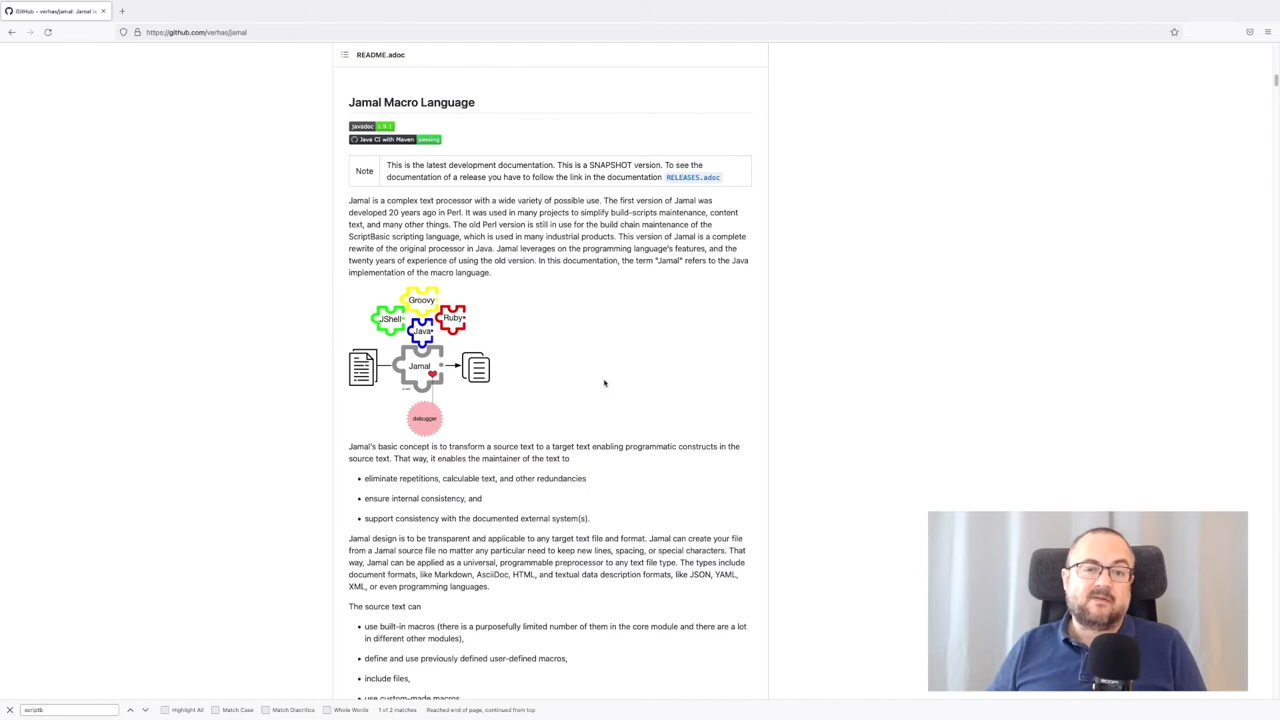 GitHub - verhas/jamal: Jamal is
https://github.com/verhas/jamal
README.adoc
Jamal Macro Language
javadoc 1.9.1
Java CI with Maven passing
Note
This is the latest development documentation. This is a SNAPSHOT version. To see the
documentation of a release you have to follow the link in the documentation RELEASES.adoc
Jamal is a complex text processor with a wide variety of possible use. The first version of Jamal was
developed 20 years ago in Perl. It was used in many projects to simplify build-scripts maintenance, content
text, and many other things. The old Perl version is still in use for the build chain maintenance of the
ScriptBasic scripting language, which is used in many industrial products. This version of Jamal is a complete
rewrite of the original processor in Java. Jamal leverages on the programming language's features, and the
twenty years of experience of using the old version. In this documentation, the term "Jamal" refers to the Java
implementation of the macro language.
Groovy
JShell
Ruby
Java
Jamal
debugger
Jamal's basic concept is to transform a source text to a target text enabling programmatic constructs in the
source text. That way, it enables the maintainer of the text to
• eliminate repetitions, calculable text, and other redundancies
• ensure internal consistency, and
• support consistency with the documented external system(s).
Jamal design is to be transparent and applicable to any target text file and format. Jamal can create your file
from a Jamal source file no matter any particular need to keep new lines, spacing, or special characters. That
way, Jamal can be applied as a universal, programmable preprocessor to any text file type. The types include
document formats, like Markdown, AsciiDoc, HTML, and textual data description formats, like JSON, YAML,
XML, or even programming languages.
The source text can
• use built-in macros (there is a purposefully limited number of them in the core module and there are a lot
in different other modules),
• define and use previously defined user-defined macros,
• include files,
• use custom-made macros
xcriptb
Highlight All
Match Case
Match Diacritics
Whole Words
1 of 2 matches
Reached end of page, continued from top